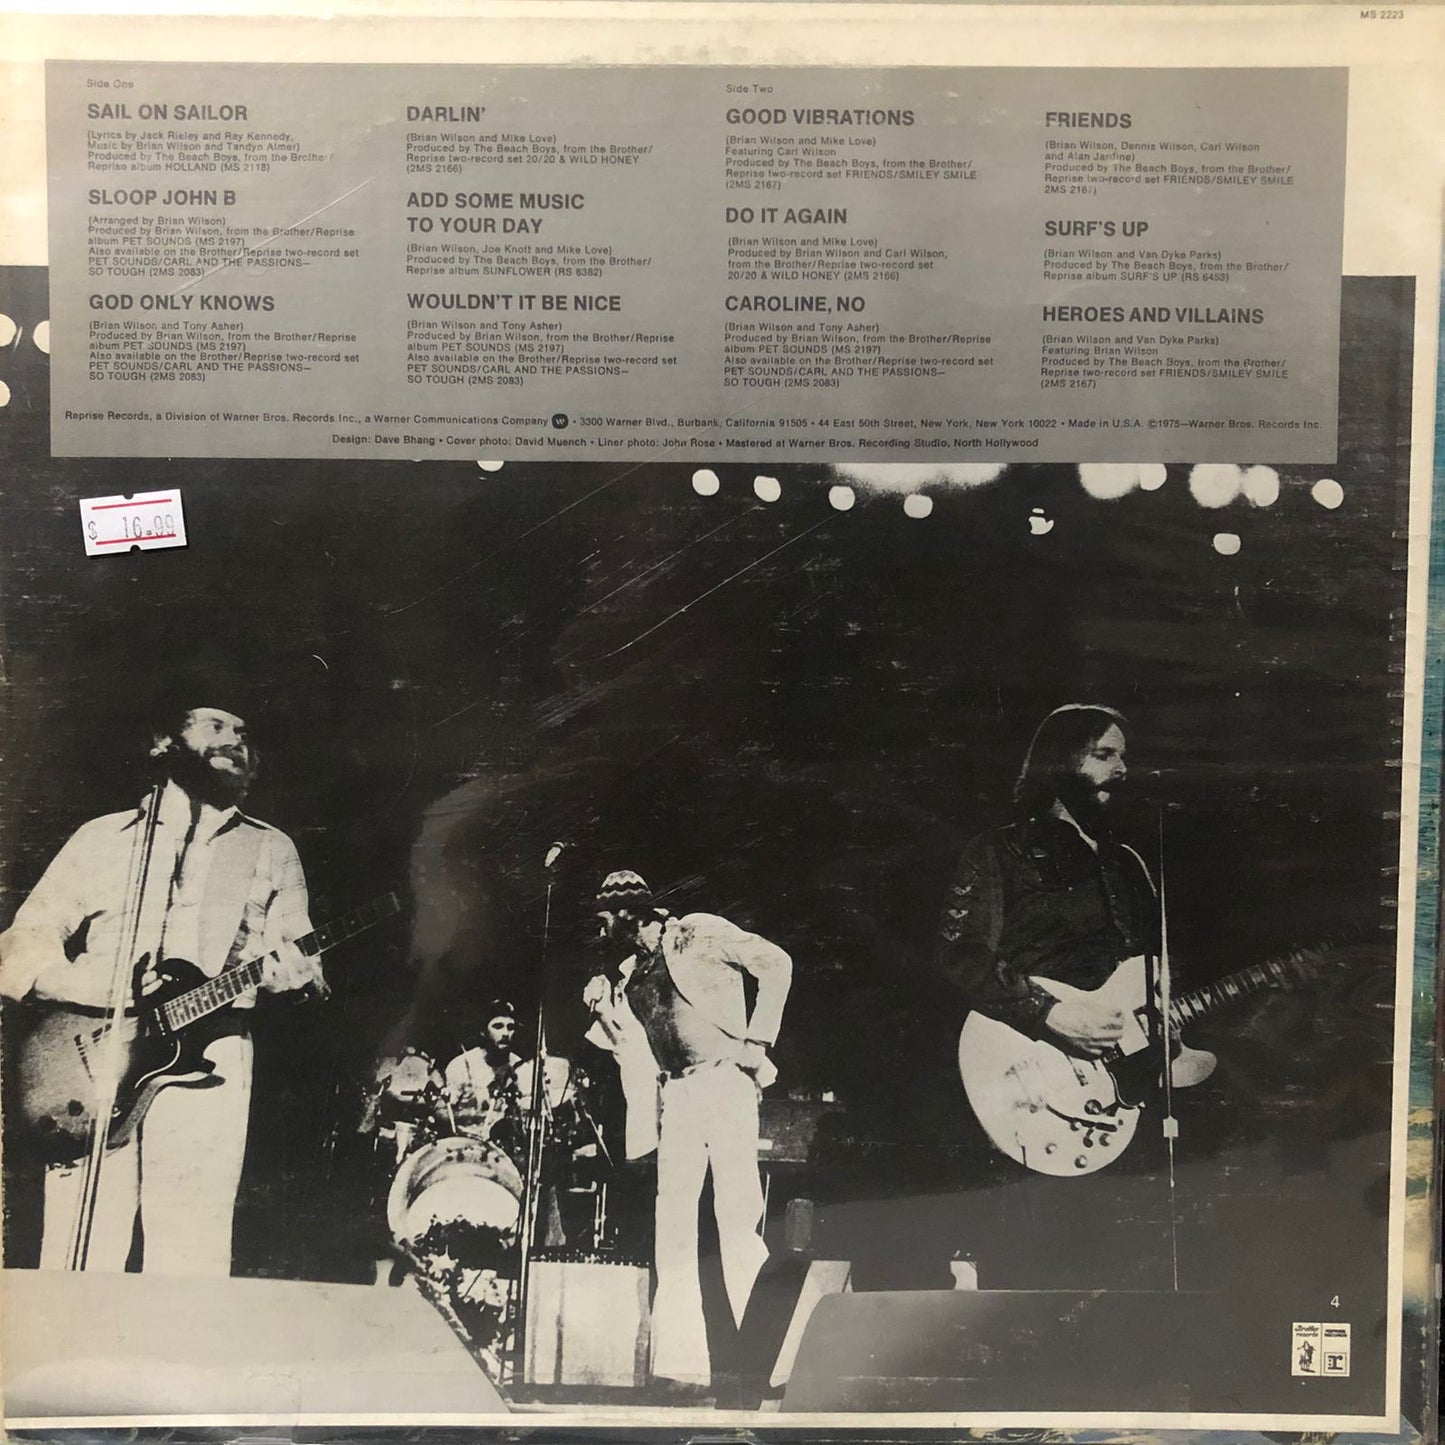 MS 2223
Side One
SAIL ON SAILOR
(Lyrics by Jack Rieley and Ray Kennedy,
Music by Brian Wilson and Tandyn Almer)
Produced by The Beach Boys, from the Brother/
Reprise album HOLLAND (MS 2118)
SLOOP JOHN B
(Arranged by Brian Wilson)
Produced by Brian Wilson, from the Brother/Reprise
album PET SOUNDS (MS 2197)
Also available on the Brother/Reprise two-record set
PET SOUNDS/CARL AND THE PASSIONS—
SO TOUGH (2MS 2083)
GOD ONLY KNOWS
(Brian Wilson and Tony Asher)
Produced by Brian Wilson, from the Brother/Reprise
album PET SOUNDS (MS 2197)
Also available on the Brother/Reprise two-record set
PET SOUNDS/CARL AND THE PASSIONS—
SO TOUGH (2MS 2083)
DARLIN'
(Brian Wilson and Mike Love)
Produced by The Beach Boys, from the Brother/
Reprise two-record set 20/20 & WILD HONEY
(2MS 2166)
ADD SOME MUSIC
TO YOUR DAY
(Brian Wilson, Joe Knott and Mike Love)
Produced by The Beach Boys, from the Brother/
Reprise album SUNFLOWER (RS 6382)
WOULDN'T IT BE NICE
(Brian Wilson and Tony Asher)
Produced by Brian Wilson, from the Brother/Reprise
album PET SOUNDS (MS 2197)
Also available on the Brother/Reprise two-record set
PET SOUNDS/CARL AND THE PASSIONS—
SO TOUGH (2MS 2083)
Side Two
GOOD VIBRATIONS
(Brian Wilson and Mike Love)
Featuring Carl Wilson
Produced by The Beach Boys, from the Brother/
Reprise two-record set FRIENDS/SMILEY SMILE
(2MS 2167)
DO IT AGAIN
(Brian Wilson and Mike Love)
Produced by Brian Wilson and Carl Wilson,
from the Brother/Reprise two-record set
20/20 & WILD HONEY (2MS 2166)
CAROLINE, NO
(Brian Wilson and Tony Asher)
Produced by Brian Wilson, from the Brother/Reprise
album PET SOUNDS (MS 2197)
Also available on the Brother/Reprise two-record set
PET SOUNDS/CARL AND THE PASSIONS—
SO TOUGH (2MS 2083)
FRIENDS
(Brian Wilson, Dennis Wilson, Carl Wilson
and Alan Jardine)
Produced by The Beach Boys, from the Brother/
Reprise two-record set FRIENDS/SMILEY SMILE
2MS 2167)
SURF'S UP
(Brian Wilson and Van Dyke Parks)
Produced by The Beach Boys, from the Brother/
Reprise album SURF'S UP (RS 6453)
HEROES AND VILLAINS
(Brian Wilson and Van Dyke Parks)
Featuring Brian Wilson
Produced by The Beach Boys, from the Brother/
Reprise two-record set FRIENDS/SMILEY SMILE
(2MS 2167)
Reprise Records, a Division of Warner Bros. Records Inc., a Warner Communications Company • 3300 Warner Blvd., Burbank, California 91505 • 44 East 50th Street, New York, New York 10022 • Made in U.S.A. ©1975—Warner Bros. Records Inc.
Design: Dave Bhang • Cover photo: David Muench • Liner photo: John Rose • Mastered at Warner Bros. Recording Studio, North Hollywood
$ 16.99
4
Brother
records
REPRISE
RECORDS
r